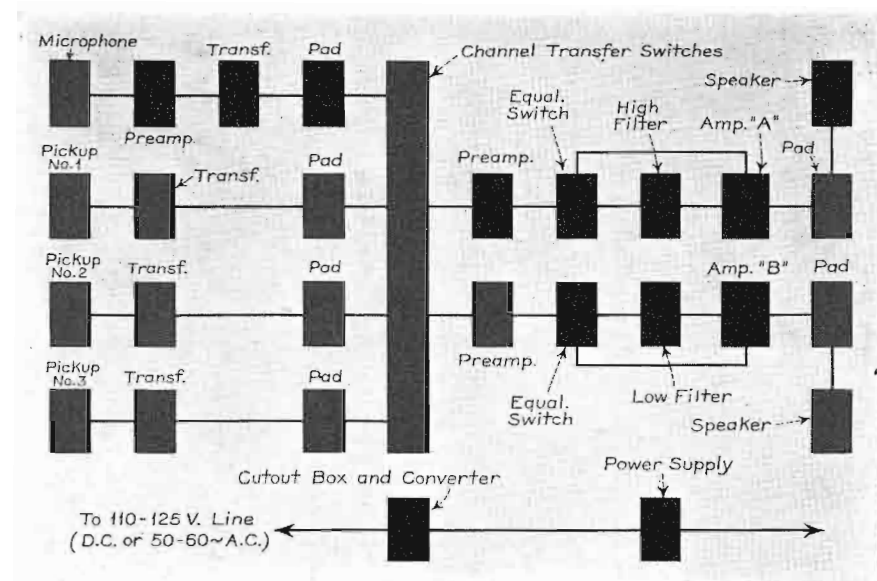 Microphone
Transf.
Pad
Channel Transfer Switches
Preamp.
Speaker
Equal.
Switch
High
Filter
Amp. "A"
Pickup
No.1
Transf.
Pad
Preamp.
Pad
Pickup
No.2
Transf.
Pad
Amp. "B"
Pad
Preamp.
Pickup
No.3
Transf.
Pad
Equal.
Switch
Low Filter
Speaker
Cutout Box and Converter
Power Supply
To 110-125 V. Line
(D.C. or 50-60~A.C.)